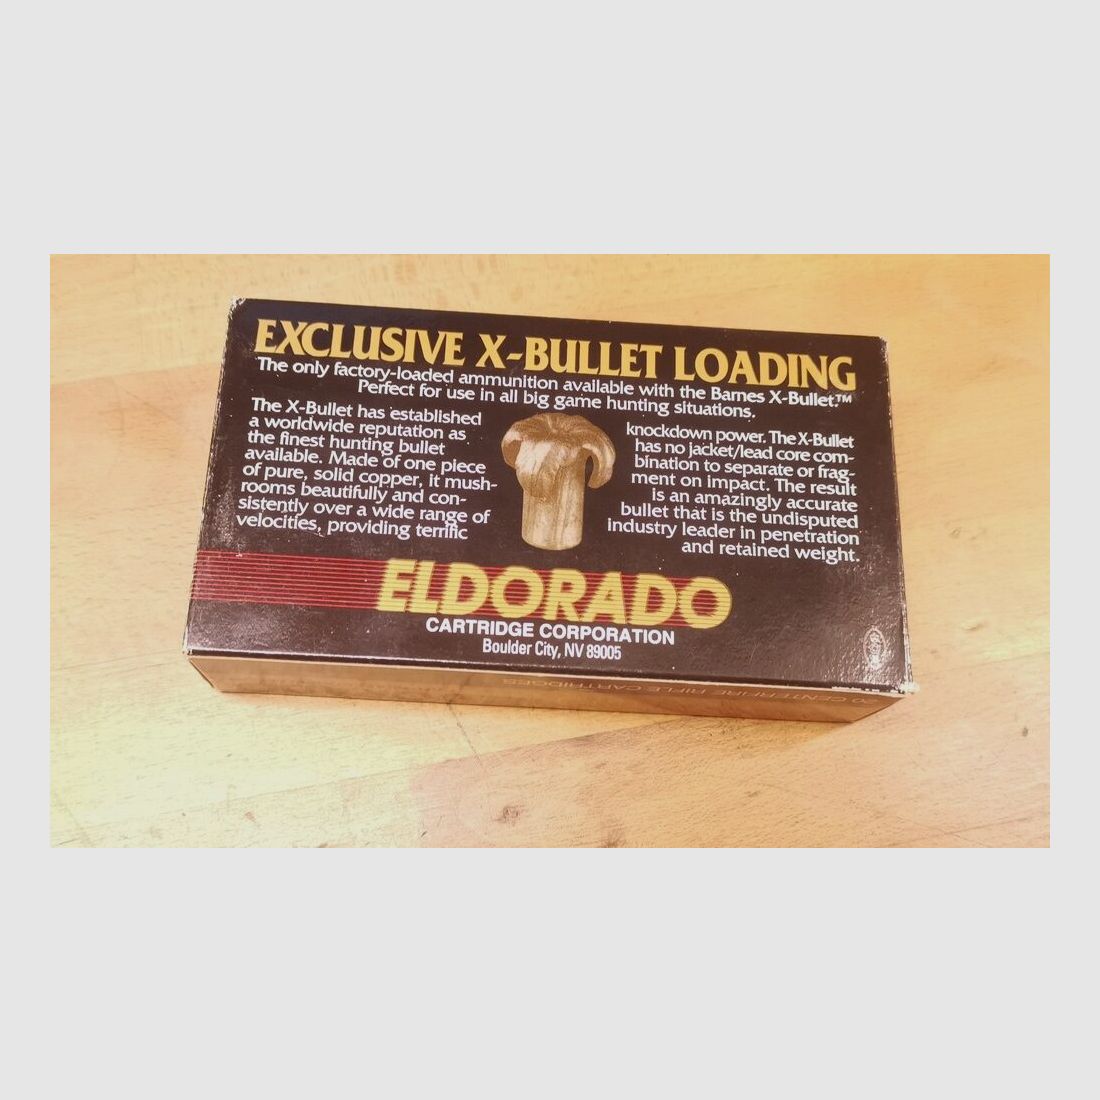 EXCLUSIVE X-BULLET LOADING
The only factory-loaded ammunition available with the Barnes X-Bullet.™
Perfect for use in all big game hunting situations.
The X-Bullet has established
a worldwide reputation as
the finest hunting bullet
available. Made of one piece
of pure, solid copper, it mush-
rooms beautifully and con-
sistently over a wide range of
velocities, providing terrific
knockdown power. The X-Bullet
has no jacket/lead core com-
bination to separate or frag-
ment on impact. The result
is an amazingly accurate
bullet that is the undisputed
industry leader in penetration
and retained weight.
ELDORADO
CARTRIDGE CORPORATION
Boulder City, NV 89005
20 CENTERFIRE RIFLE CARTRIDGES